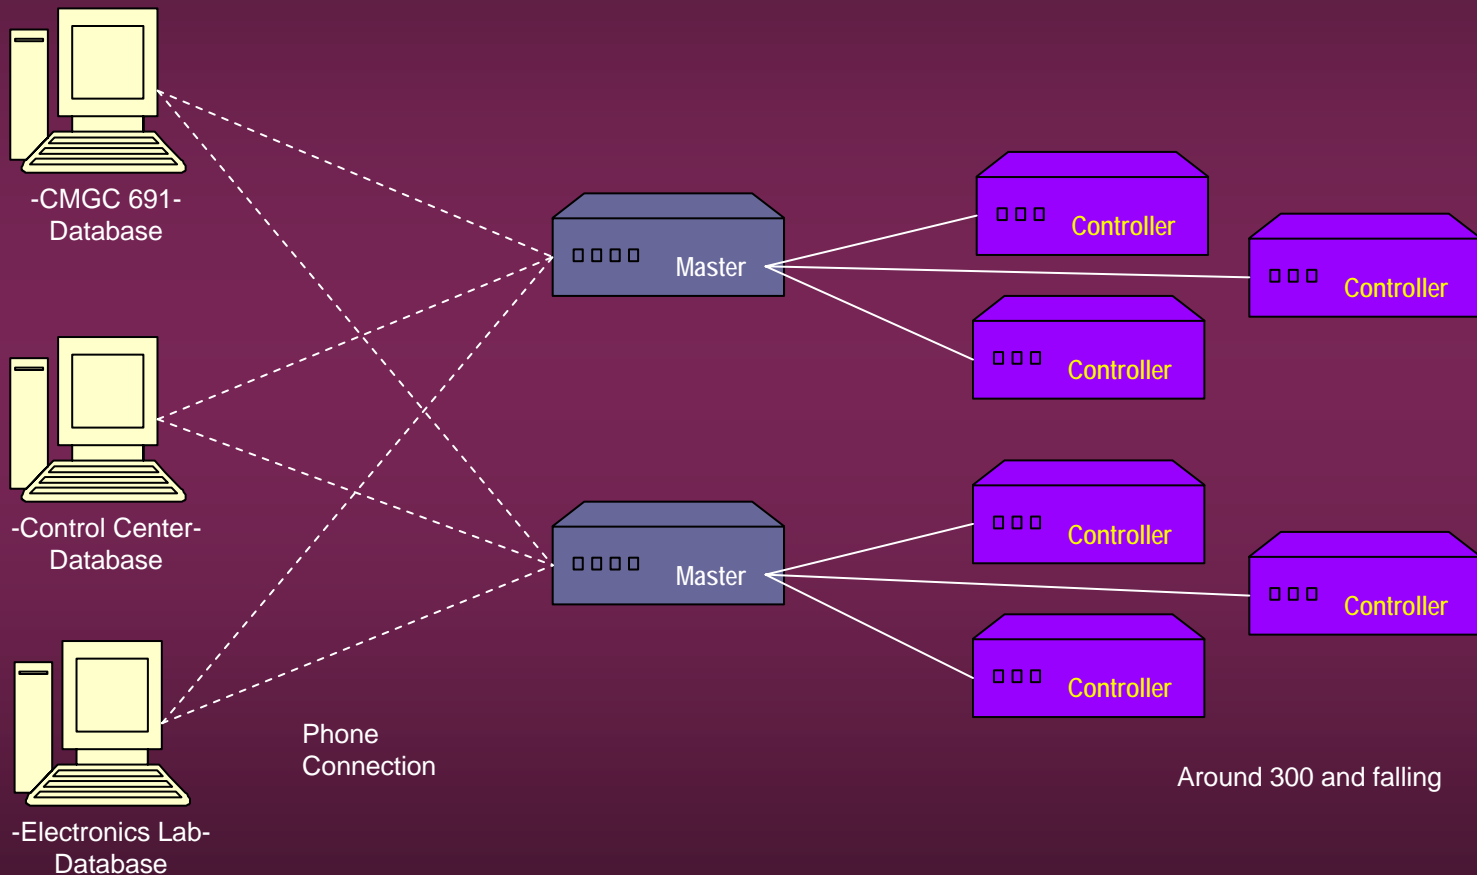 -CMGC 691-
Database
-Control Center-
Database
-Electronics Lab-
Database
Phone
Connection
Master
Master
Controller
Controller
Controller
Controller
Controller
Controller
Around 300 and falling